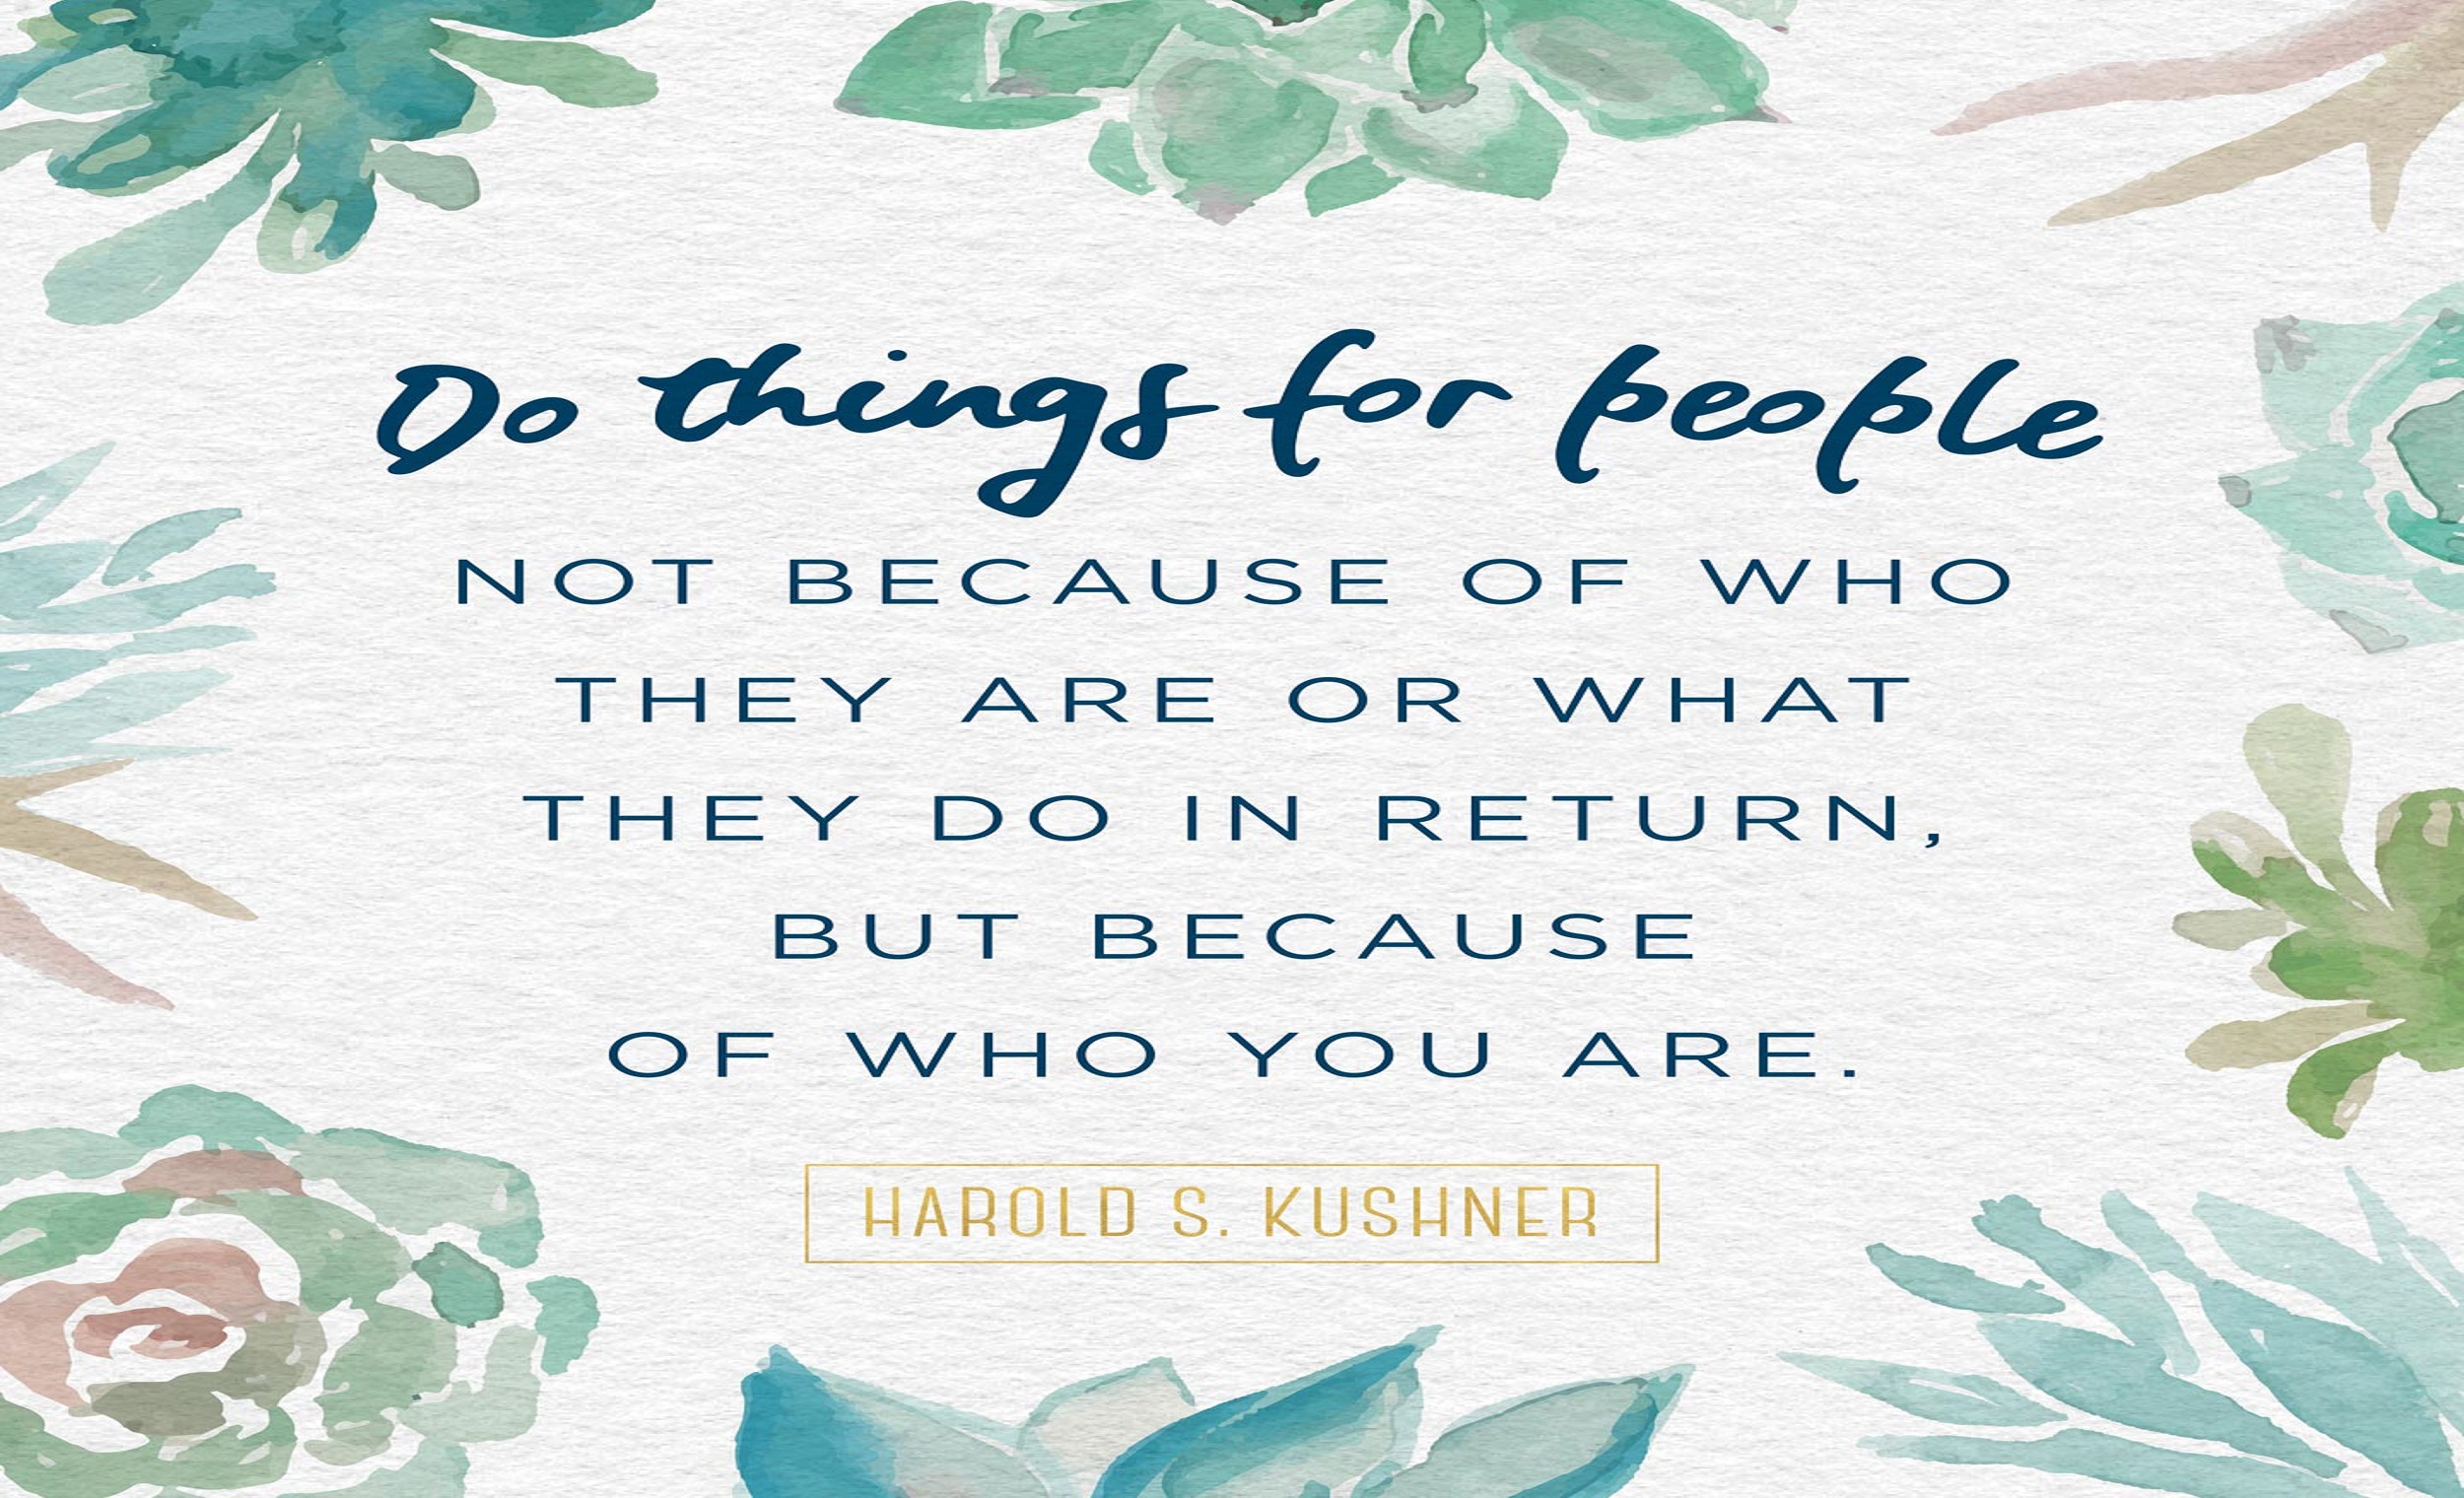 Do things for people
NOT BECAUSE OF WHO
THEY ARE OR WHAT
THEY DO IN RETURN,
BUT BECAUSE
OF WHO YOU ARE.
HAROLD S. KUSHNER